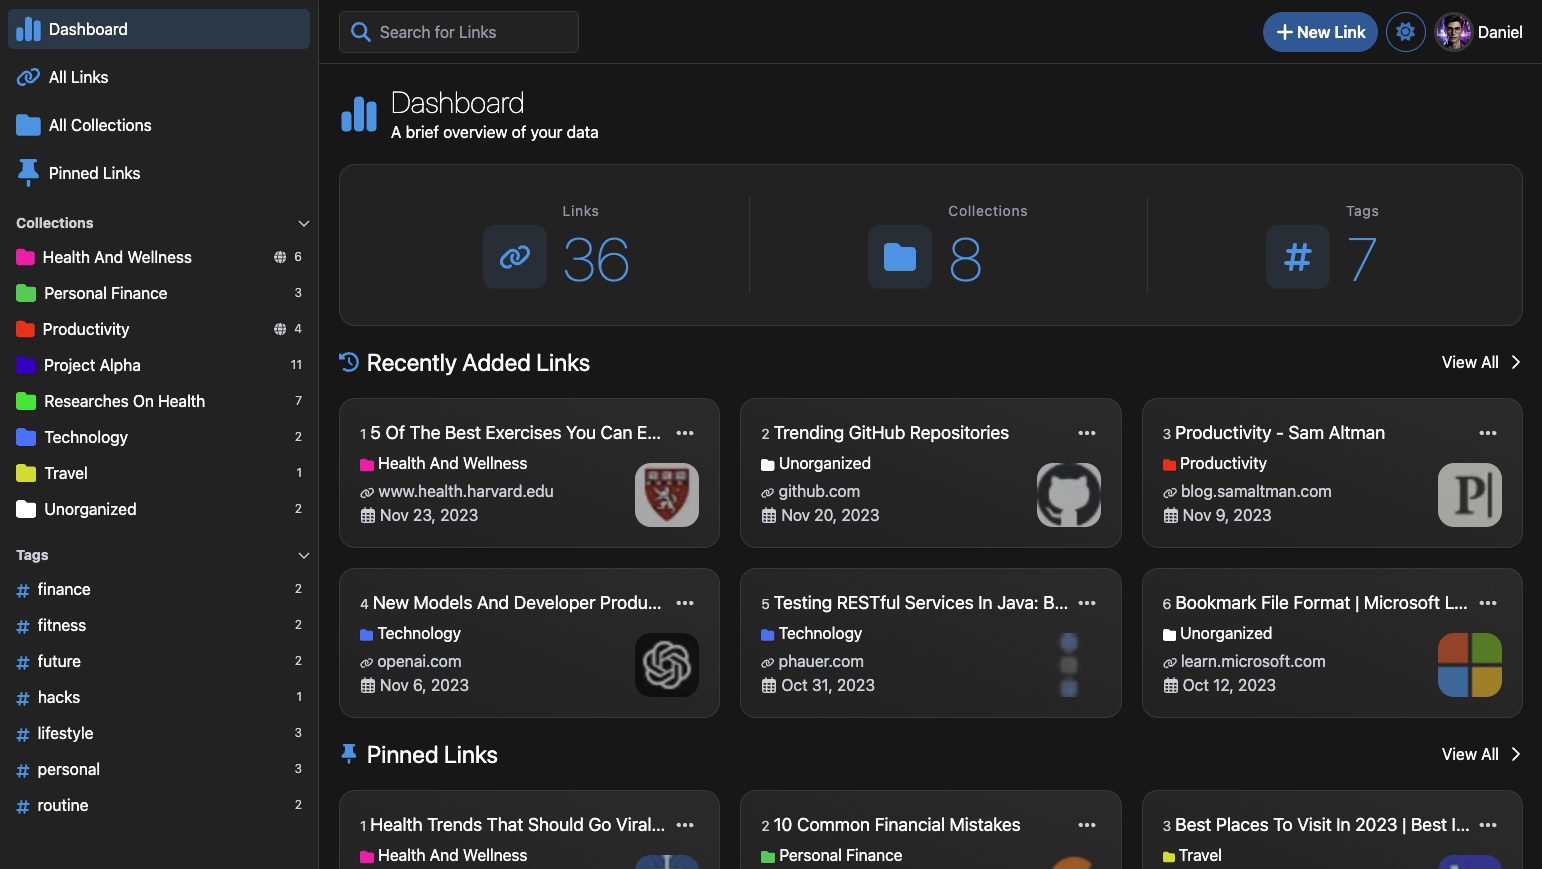 Dashboard
All Links
All Collections
Pinned Links
Collections
Health And Wellness 6
Personal Finance 3
Productivity 4
Project Alpha 11
Researches On Health 7
Technology 2
Travel 1
Unorganized 2
Tags
# finance 2
# fitness 2
# future 2
# hacks 1
# lifestyle 3
# personal 3
# routine 2
Search for Links
+ New Link
Daniel
Dashboard
A brief overview of your data
Links
36
Collections
8
Tags
# 7
Recently Added Links
View All
1 5 Of The Best Exercises You Can E...
Health And Wellness
www.health.harvard.edu
Nov 23, 2023
2 Trending GitHub Repositories
Unorganized
github.com
Nov 20, 2023
3 Productivity - Sam Altman
Productivity
blog.samaltman.com
Nov 9, 2023
P|
4 New Models And Developer Produ...
Technology
openai.com
Nov 6, 2023
5 Testing RESTful Services In Java: B...
Technology
phauer.com
Oct 31, 2023
6 Bookmark File Format | Microsoft L...
Unorganized
learn.microsoft.com
Oct 12, 2023
Pinned Links
View All
1 Health Trends That Should Go Viral...
Health And Wellness
2 10 Common Financial Mistakes
Personal Finance
3 Best Places To Visit In 2023 | Best I...
Travel